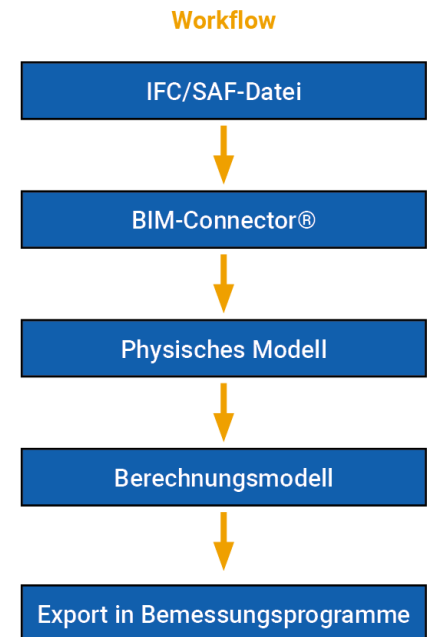 Workflow
IFC/SAF-Datei
BIM-Connector®
Physisches Modell
Berechnungsmodell
Export in Bemessungsprogramme